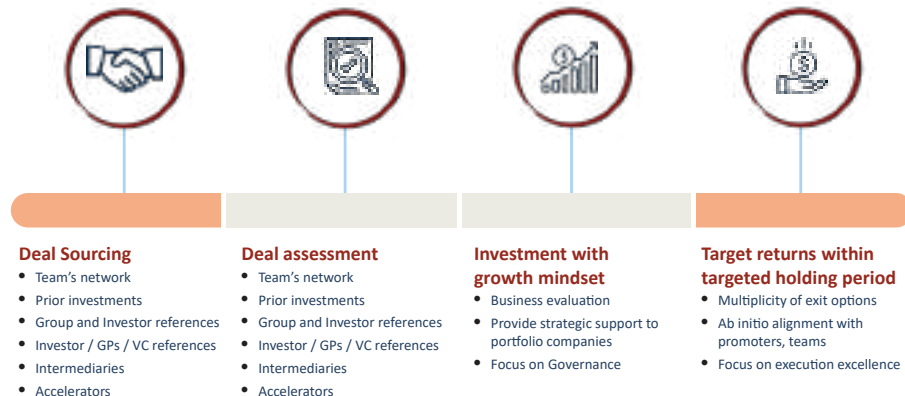 Deal Sourcing
• Team's network
• Prior investments
• Group and Investor references
• Investor / GPs / VC references
• Intermediaries
• Accelerators
Deal assessment
• Team's network
• Prior investments
• Group and Investor references
• Investor / GPs / VC references
• Intermediaries
• Accelerators
Investment with
growth mindset
• Business evaluation
• Provide strategic support to
portfolio companies
• Focus on Governance
Target returns within
targeted holding period
• Multiplicity of exit options
• Ab initio alignment with
promoters, teams
• Focus on execution excellence